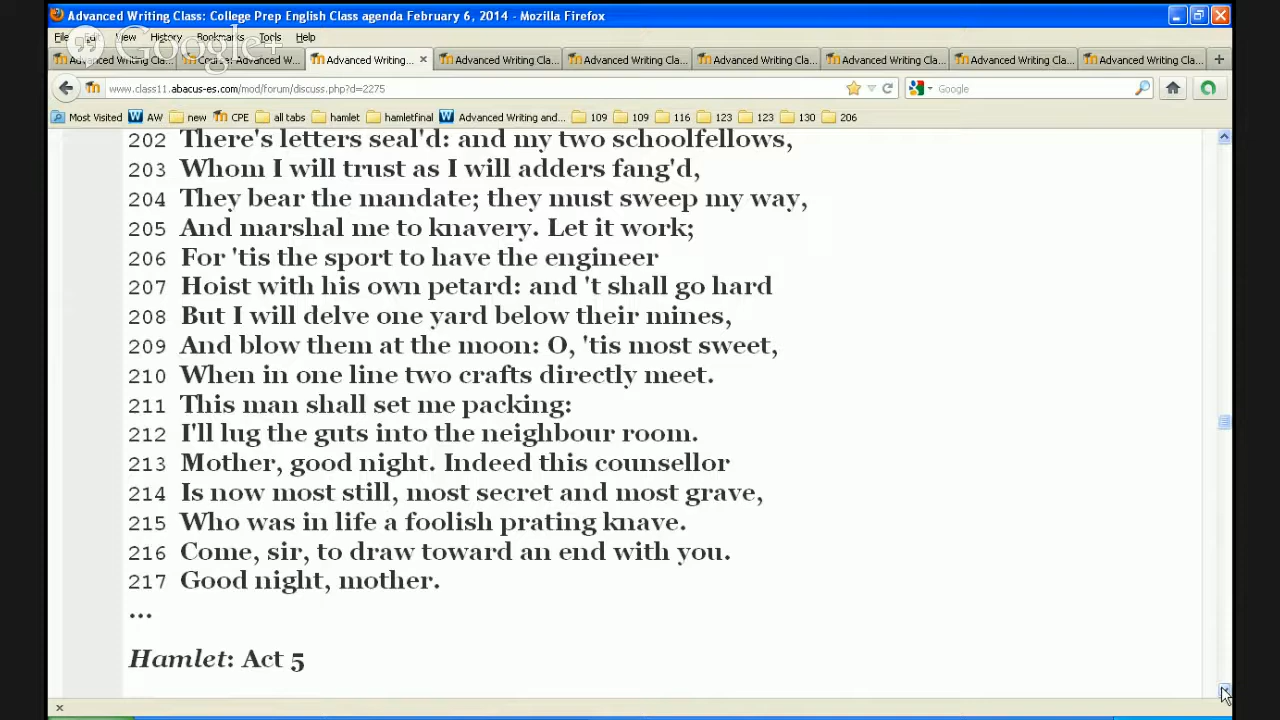 Advanced Writing Class: College Prep English Class agenda February 6, 2014 - Mozilla Firefox
File Edit View History Bookmarks Tools Help
Google+
Advanced Writing Cla... Course: Advanced W... Advanced Writing... × Advanced Writing Cla... Advanced Writing Cla... Advanced Writing Cla... Advanced Writing Cla... Advanced Writing Cla... Advanced Writing Cla... +
www.class11.abacus-es.com/mod/forum/discuss.php?d=2275 Google
Most Visited AW new CPE all tabs hamlet hamletfinal Advanced Writing and... 109 109 116 123 123 130 206
202 There's letters seal'd: and my two schoolfellows,
203 Whom I will trust as I will adders fang'd,
204 They bear the mandate; they must sweep my way,
205 And marshal me to knavery. Let it work;
206 For 'tis the sport to have the engineer
207 Hoist with his own petard: and 't shall go hard
208 But I will delve one yard below their mines,
209 And blow them at the moon: O, 'tis most sweet,
210 When in one line two crafts directly meet.
211 This man shall set me packing:
212 I'll lug the guts into the neighbour room.
213 Mother, good night. Indeed this counsellor
214 Is now most still, most secret and most grave,
215 Who was in life a foolish prating knave.
216 Come, sir, to draw toward an end with you.
217 Good night, mother.
...
Hamlet: Act 5
×